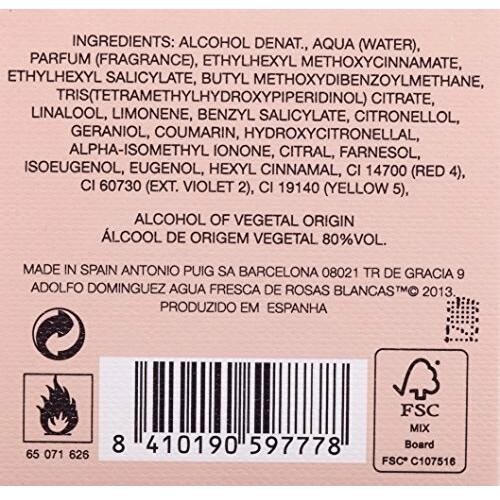 INGREDIENTS: ALCOHOL DENAT., AQUA (WATER),
PARFUM (FRAGRANCE), ETHYLHEXYL METHOXYCINNAMATE,
ETHYLHEXYL SALICYLATE, BUTYL METHOXYDIBENZOYLMETHANE,
TRIS(TETRAMETHYLHYDROXYPIPERIDINOL) CITRATE,
LINALOOL, LIMONENE, BENZYL SALICYLATE, CITRONELLOL,
GERANIOL, COUMARIN, HYDROXYCITRONELLAL,
ALPHA-ISOMETHYL IONONE, CITRAL, FARNESOL,
ISOEUGENOL, EUGENOL, HEXYL CINNAMAL, CI 14700 (RED 4),
CI 60730 (EXT. VIOLET 2), CI 19140 (YELLOW 5),
ALCOHOL OF VEGETAL ORIGIN
ÁLCOOL DE ORIGEM VEGETAL 80%VOL.
MADE IN SPAIN ANTONIO PUIG SA BARCELONA 08021 TR DE GRACIA 9
ADOLFO DOMINGUEZ AGUA FRESCA DE ROSAS BLANCAS™© 2013
PRODUZIDO EM ESPANHA
65 071 626
8 410190 597778
FSC
MIX
Board
FSC® C107516